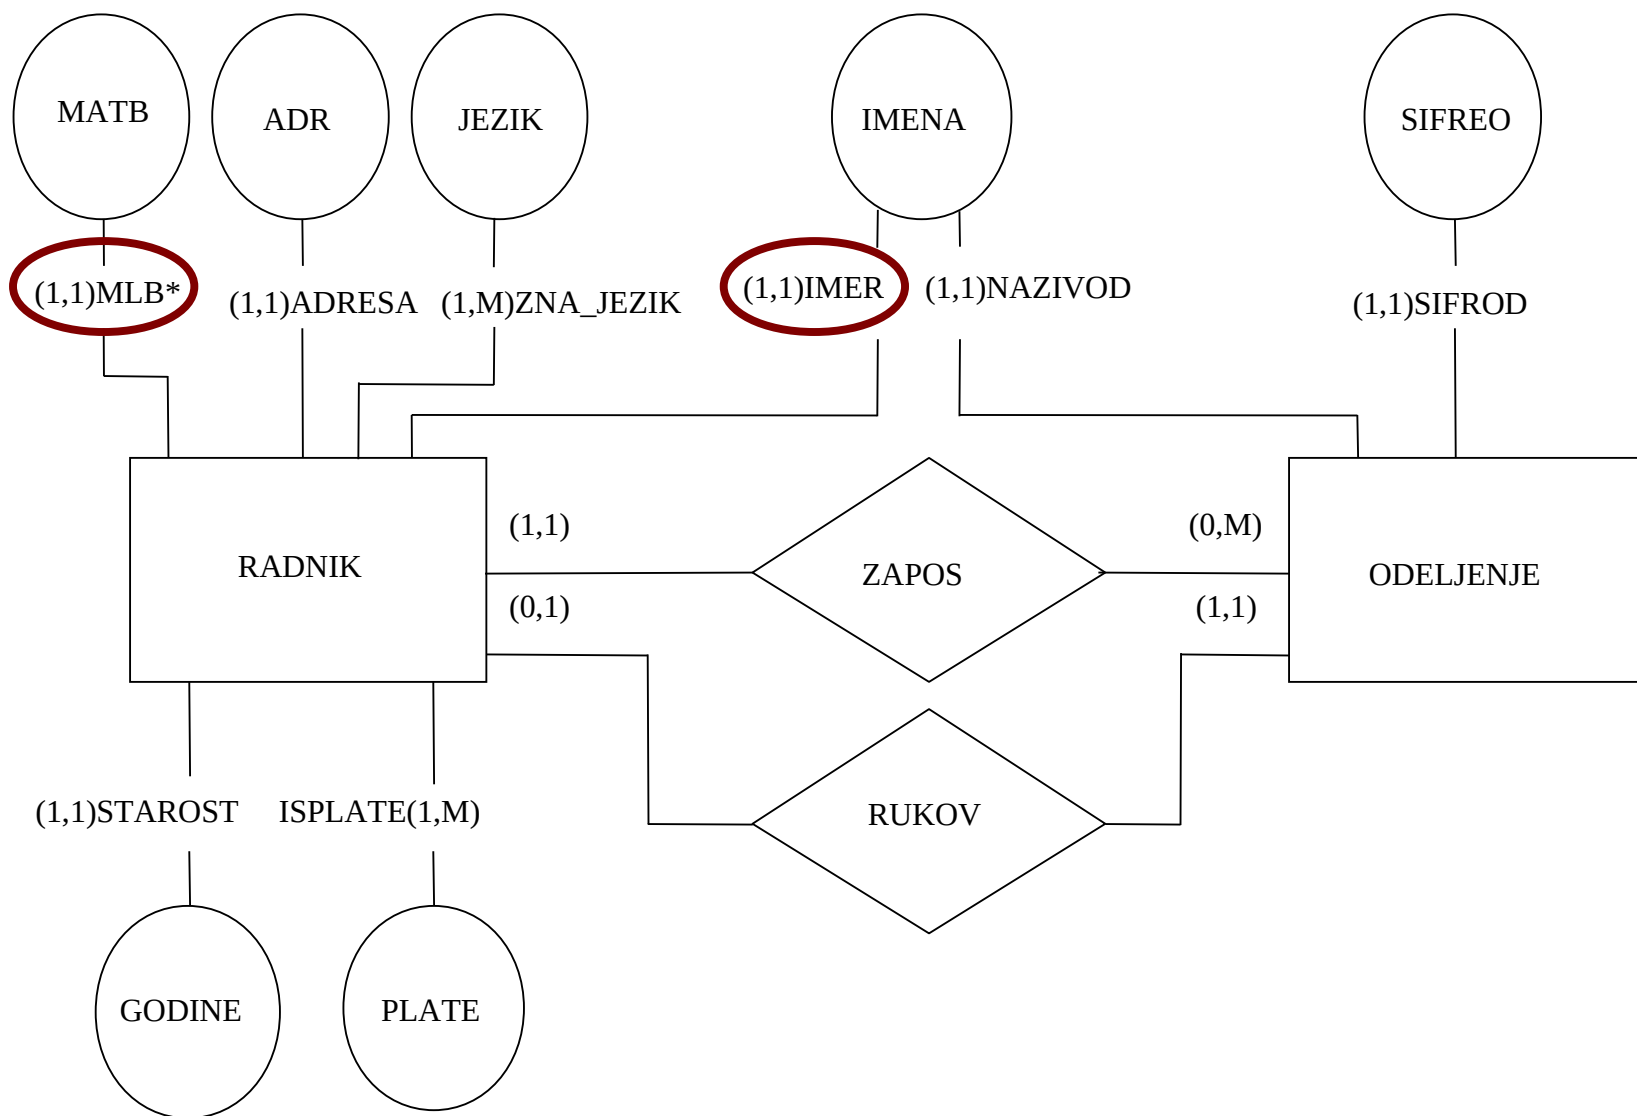 MATB
ADR
JEZIK
IMENA
SIFREO
(1,1)MLB*
(1,1)ADRESA
(1,M)ZNA_JEZIK
(1,1)IMER
(1,1)NAZIVOD
(1,1)SIFROD
(1,1)
(0,M)
RADNIK
ZAPOS
ODELJENJE
(0,1)
(1,1)
(1,1)STAROST
ISPLATE(1,M)
RUKOV
GODINE
PLATE